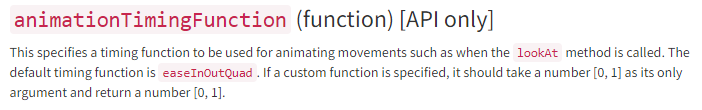 animationTimingFunction (function) [API only]
This specifies a timing function to be used for animating movements such as when the lookAt method is called. The
default timing function is easeInOutQuad. If a custom function is specified, it should take a number [0, 1] as its only
argument and return a number [0, 1].